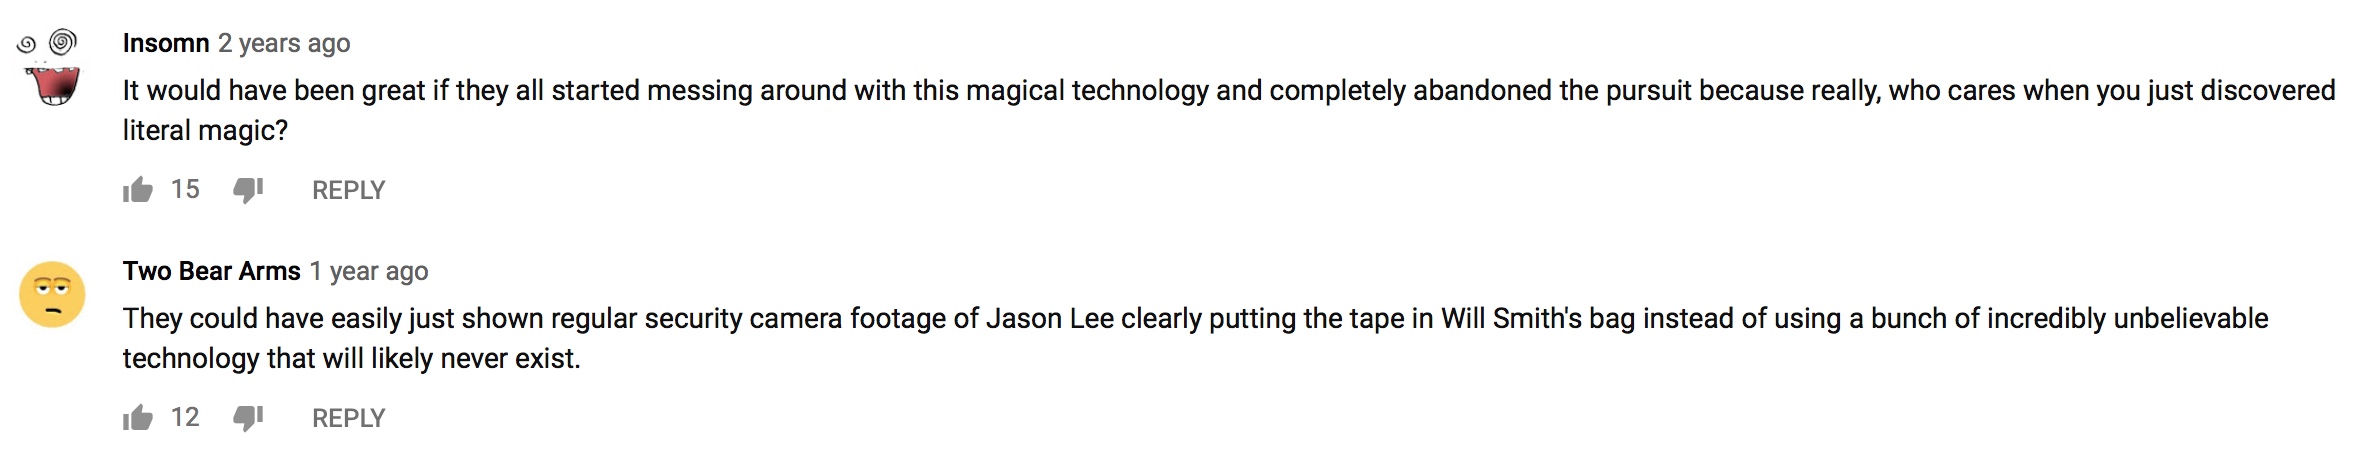 Insomn 2 years ago
It would have been great if they all started messing around with this magical technology and completely abandoned the pursuit because really, who cares when you just discovered
literal magic?
15 REPLY
Two Bear Arms 1 year ago
They could have easily just shown regular security camera footage of Jason Lee clearly putting the tape in Will Smith's bag instead of using a bunch of incredibly unbelievable
technology that will likely never exist.
12 REPLY